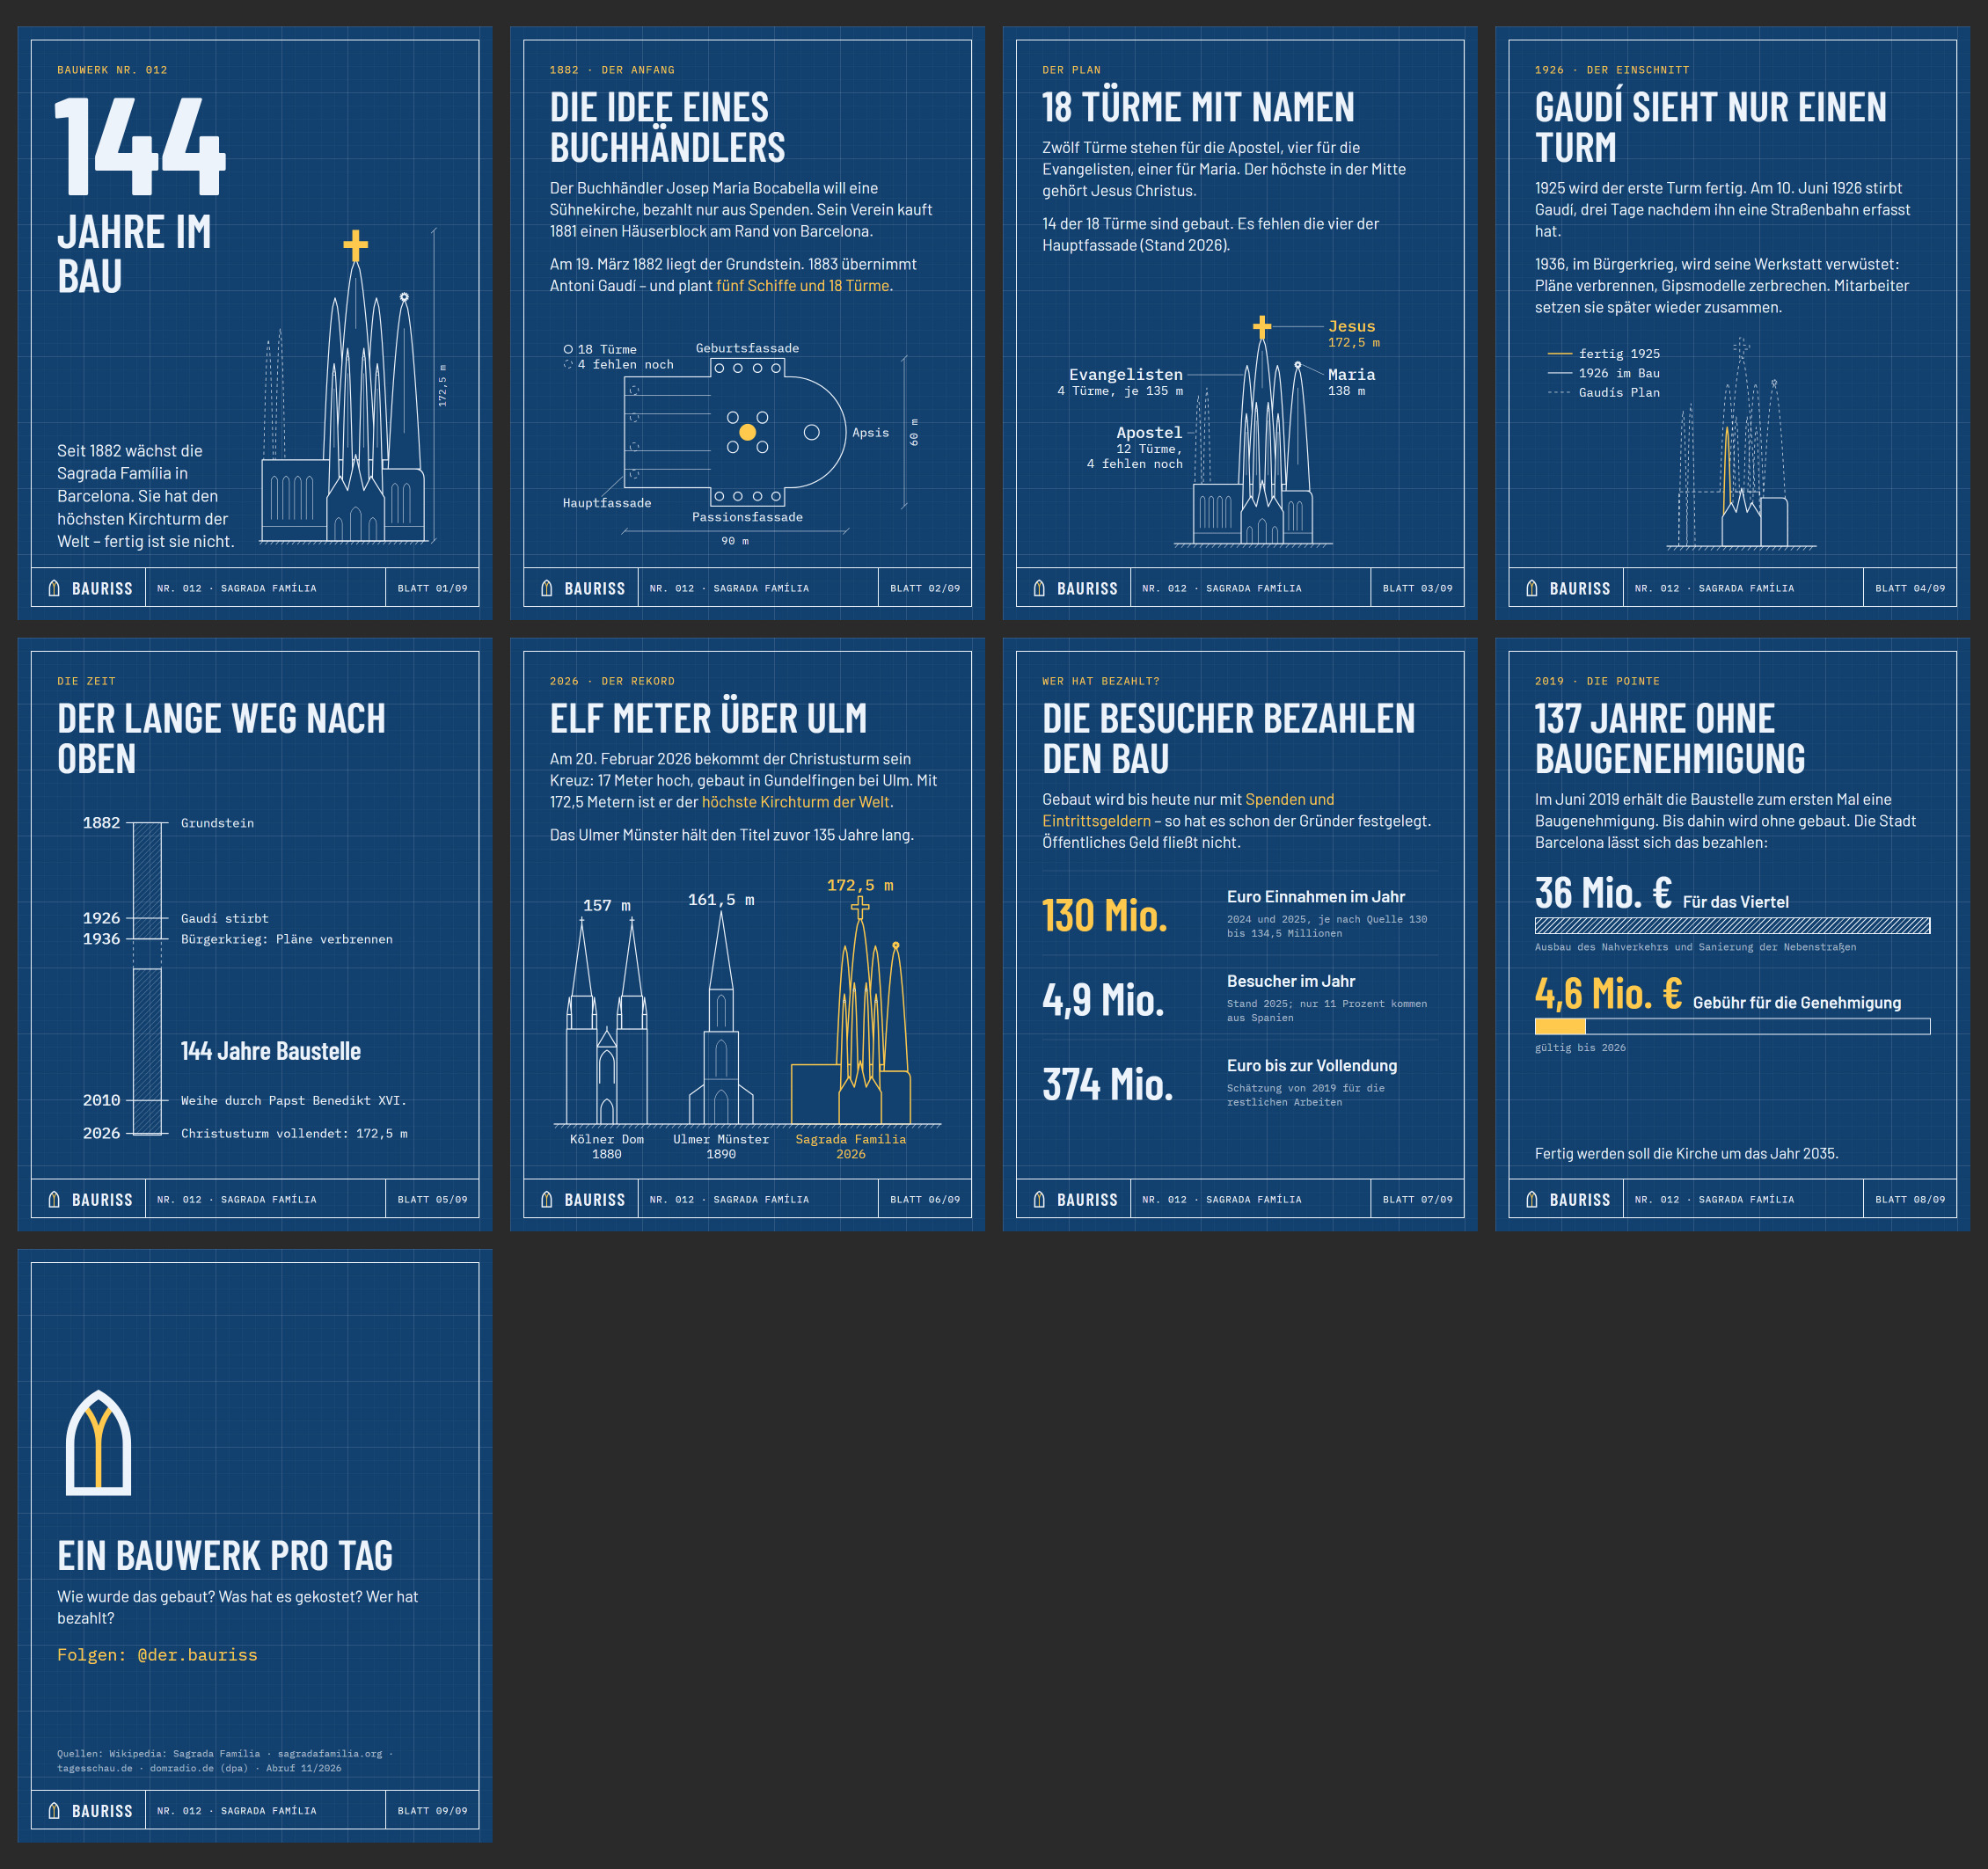 BAUWERK NR. 012
144
JAHRE IM
BAU
172,5 m
Seit 1882 wächst die
Sagrada Família in
Barcelona. Sie hat den
höchsten Kirchturm der
Welt – fertig ist sie nicht.
BAURISS
NR. 012 · SAGRADA FAMÍLIA
BLATT 01/09
1882 · DER ANFANG
DIE IDEE EINES
BUCHHÄNDLERS
Der Buchhändler Josep Maria Bocabella will eine
Sühnekirche, bezahlt nur aus Spenden. Sein Verein kauft
1881 einen Häuserblock am Rand von Barcelona.
Am 19. März 1882 liegt der Grundstein. 1883 übernimmt
Antoni Gaudí – und plant fünf Schiffe und 18 Türme.
18 Türme
4 fehlen noch
Geburtsfassade
Apsis
60 m
Hauptfassade
Passionsfassade
90 m
BAURISS
NR. 012 · SAGRADA FAMÍLIA
BLATT 02/09
DER PLAN
18 TÜRME MIT NAMEN
Zwölf Türme stehen für die Apostel, vier für die
Evangelisten, einer für Maria. Der höchste in der Mitte
gehört Jesus Christus.
14 der 18 Türme sind gebaut. Es fehlen die vier der
Hauptfassade (Stand 2026).
Jesus
172,5 m
Evangelisten
4 Türme, je 135 m
Maria
138 m
Apostel
12 Türme,
4 fehlen noch
BAURISS
NR. 012 · SAGRADA FAMÍLIA
BLATT 03/09
1926 · DER EINSCHNITT
GAUDÍ SIEHT NUR EINEN
TURM
1925 wird der erste Turm fertig. Am 10. Juni 1926 stirbt
Gaudí, drei Tage nachdem ihn eine Straßenbahn erfasst
hat.
1936, im Bürgerkrieg, wird seine Werkstatt verwüstet:
Pläne verbrennen, Gipsmodelle zerbrechen. Mitarbeiter
setzen sie später wieder zusammen.
fertig 1925
1926 im Bau
Gaudís Plan
BAURISS
NR. 012 · SAGRADA FAMÍLIA
BLATT 04/09
DIE ZEIT
DER LANGE WEG NACH
OBEN
1882 Grundstein
1926 Gaudí stirbt
1936 Bürgerkrieg: Pläne verbrennen
144 Jahre Baustelle
2010 Weihe durch Papst Benedikt XVI.
2026 Christusturm vollendet: 172,5 m
BAURISS
NR. 012 · SAGRADA FAMÍLIA
BLATT 05/09
2026 · DER REKORD
ELF METER ÜBER ULM
Am 20. Februar 2026 bekommt der Christusturm sein
Kreuz: 17 Meter hoch, gebaut in Gundelfingen bei Ulm. Mit
172,5 Metern ist er der höchste Kirchturm der Welt.
Das Ulmer Münster hält den Titel zuvor 135 Jahre lang.
157 m
161,5 m
172,5 m
Kölner Dom
1880
Ulmer Münster
1890
Sagrada Família
2026
BAURISS
NR. 012 · SAGRADA FAMÍLIA
BLATT 06/09
WER HAT BEZAHLT?
DIE BESUCHER BEZAHLEN
DEN BAU
Gebaut wird bis heute nur mit Spenden und
Eintrittsgeldern – so hat es schon der Gründer festgelegt.
Öffentliches Geld fließt nicht.
130 Mio.
Euro Einnahmen im Jahr
2024 und 2025, je nach Quelle 130
bis 134,5 Millionen
4,9 Mio.
Besucher im Jahr
Stand 2025; nur 11 Prozent kommen
aus Spanien
374 Mio.
Euro bis zur Vollendung
Schätzung von 2019 für die
restlichen Arbeiten
BAURISS
NR. 012 · SAGRADA FAMÍLIA
BLATT 07/09
2019 · DIE POINTE
137 JAHRE OHNE
BAUGENEHMIGUNG
Im Juni 2019 erhält die Baustelle zum ersten Mal eine
Baugenehmigung. Bis dahin wird ohne gebaut. Die Stadt
Barcelona lässt sich das bezahlen:
36 Mio. € Für das Viertel
Ausbau des Nahverkehrs und Sanierung der Nebenstraßen
4,6 Mio. € Gebühr für die Genehmigung
gültig bis 2026
Fertig werden soll die Kirche um das Jahr 2035.
BAURISS
NR. 012 · SAGRADA FAMÍLIA
BLATT 08/09
EIN BAUWERK PRO TAG
Wie wurde das gebaut? Was hat es gekostet? Wer hat
bezahlt?
Folgen: @der.bauriss
Quellen: Wikipedia: Sagrada Família · sagradafamilia.org ·
tagesschau.de · domradio.de (dpa) · Abruf 11/2026
BAURISS
NR. 012 · SAGRADA FAMÍLIA
BLATT 09/09